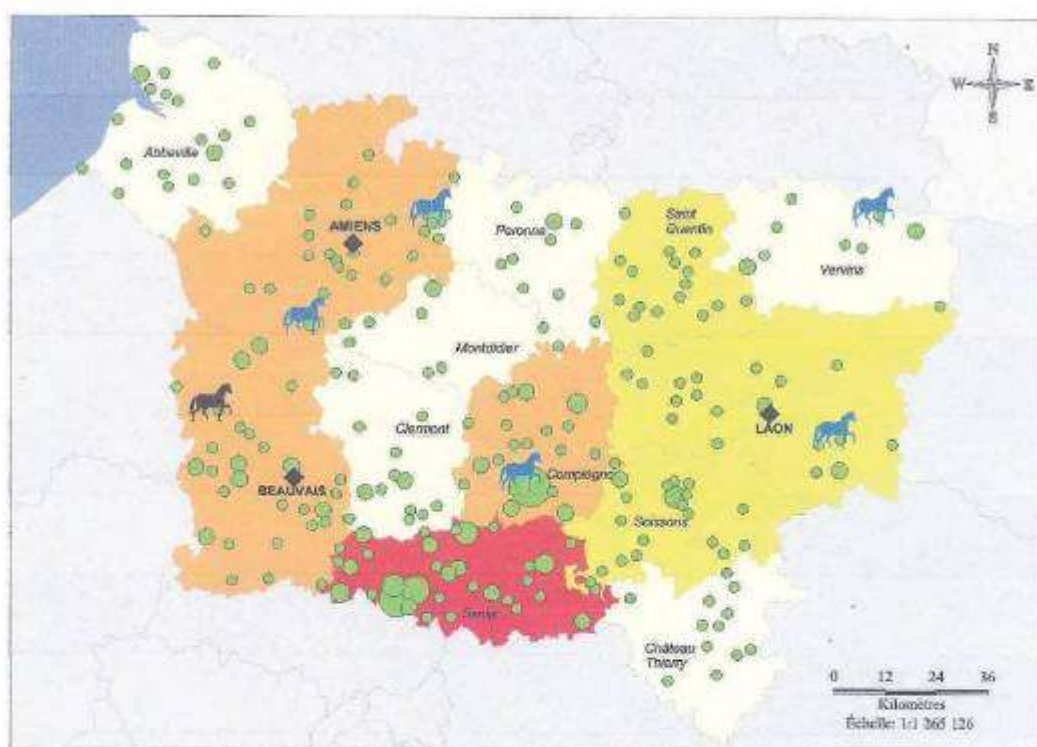 N
W E
S
Abbeville
AMIENS
Peronne
Saint
Quentin
Vervins
Montdidier
Clermont
LAON
Compiègne
BEAUVAIS
Soissons
Senlis
Château
Thierry
0 12 24 36
Kilomètres
Échelle: 1:1 265 126